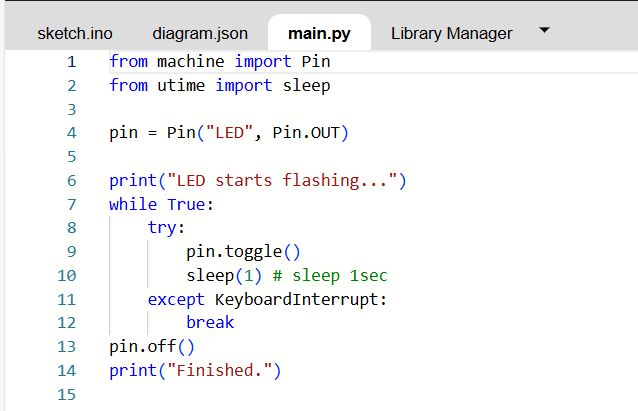 sketch.ino diagram.json main.py Library Manager
1 from machine import Pin
2 from utime import sleep
3
4 pin = Pin("LED", Pin.OUT)
5
6 print("LED starts flashing...")
7 while True:
8     try:
9         pin.toggle()
10         sleep(1) # sleep 1sec
11     except KeyboardInterrupt:
12         break
13 pin.off()
14 print("Finished.")
15